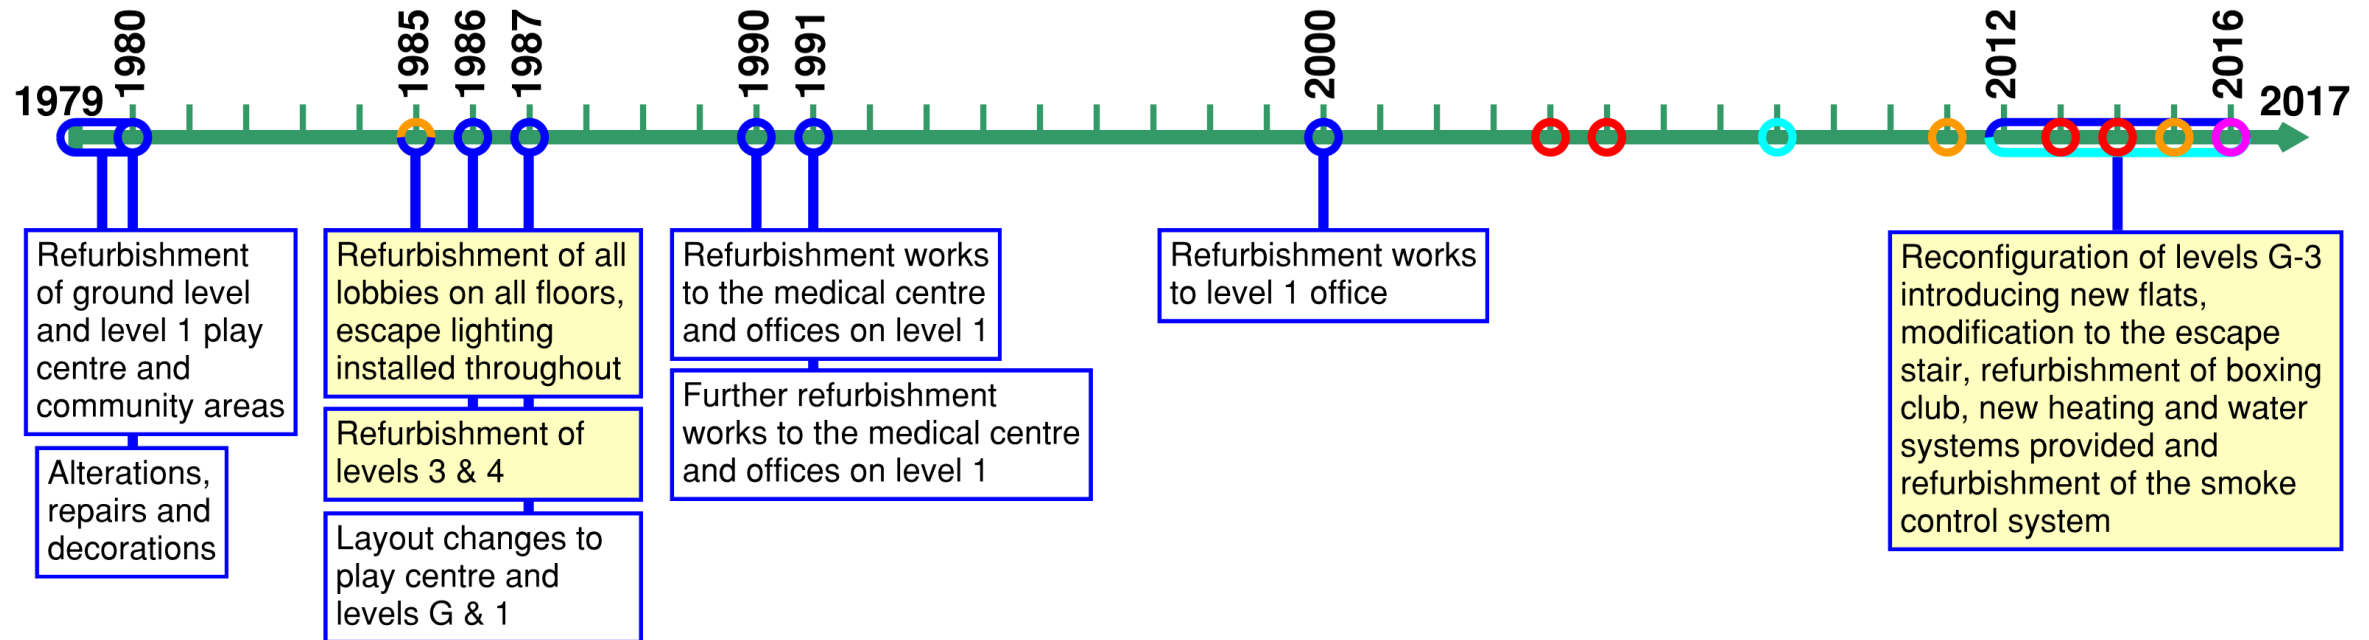 1979
1980
1985
1986
1987
1990
1991
2000
2012
2016
2017
Refurbishment
of ground level
and level 1 play
centre and
community areas
Alterations,
repairs and
decorations
Refurbishment of all
lobbies on all floors,
escape lighting
installed throughout
Refurbishment of
levels 3 & 4
Layout changes to
play centre and
levels G & 1
Refurbishment works
to the medical centre
and offices on level 1
Further refurbishment
works to the medical centre
and offices on level 1
Refurbishment works
to level 1 office
Reconfiguration of levels G-3
introducing new flats,
modification to the escape
stair, refurbishment of boxing
club, new heating and water
systems provided and
refurbishment of the smoke
control system